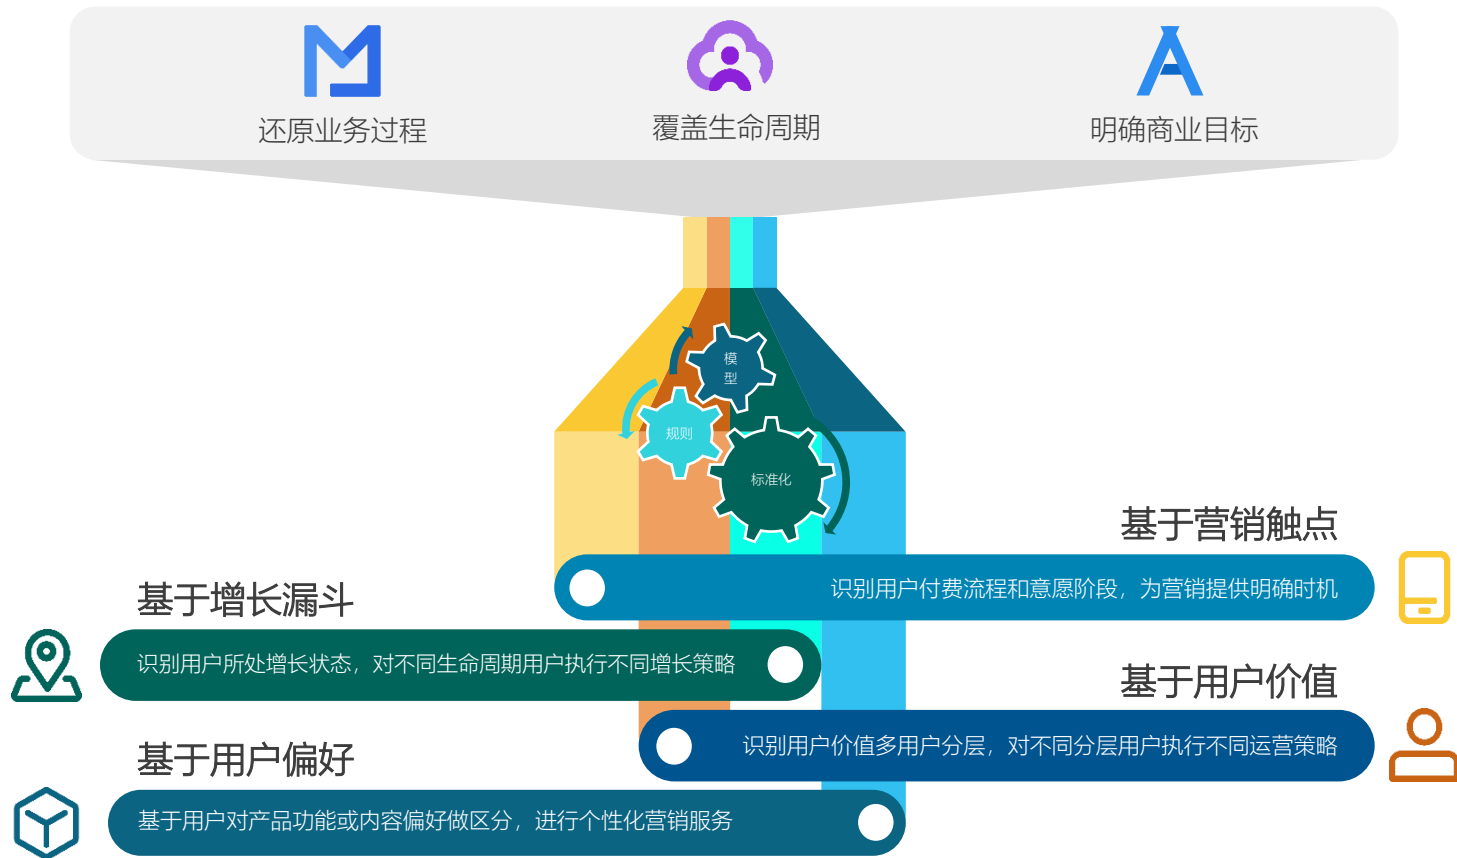 还原业务过程
覆盖生命周期
明确商业目标
模
型
规则
标准化
基于营销触点
识别用户付费流程和意愿阶段，为营销提供明确时机
基于增长漏斗
识别用户所处增长状态，对不同生命周期用户执行不同增长策略
基于用户价值
识别用户价值多用户分层，对不同分层用户执行不同运营策略
基于用户偏好
基于用户对产品功能或内容偏好做区分，进行个性化营销服务